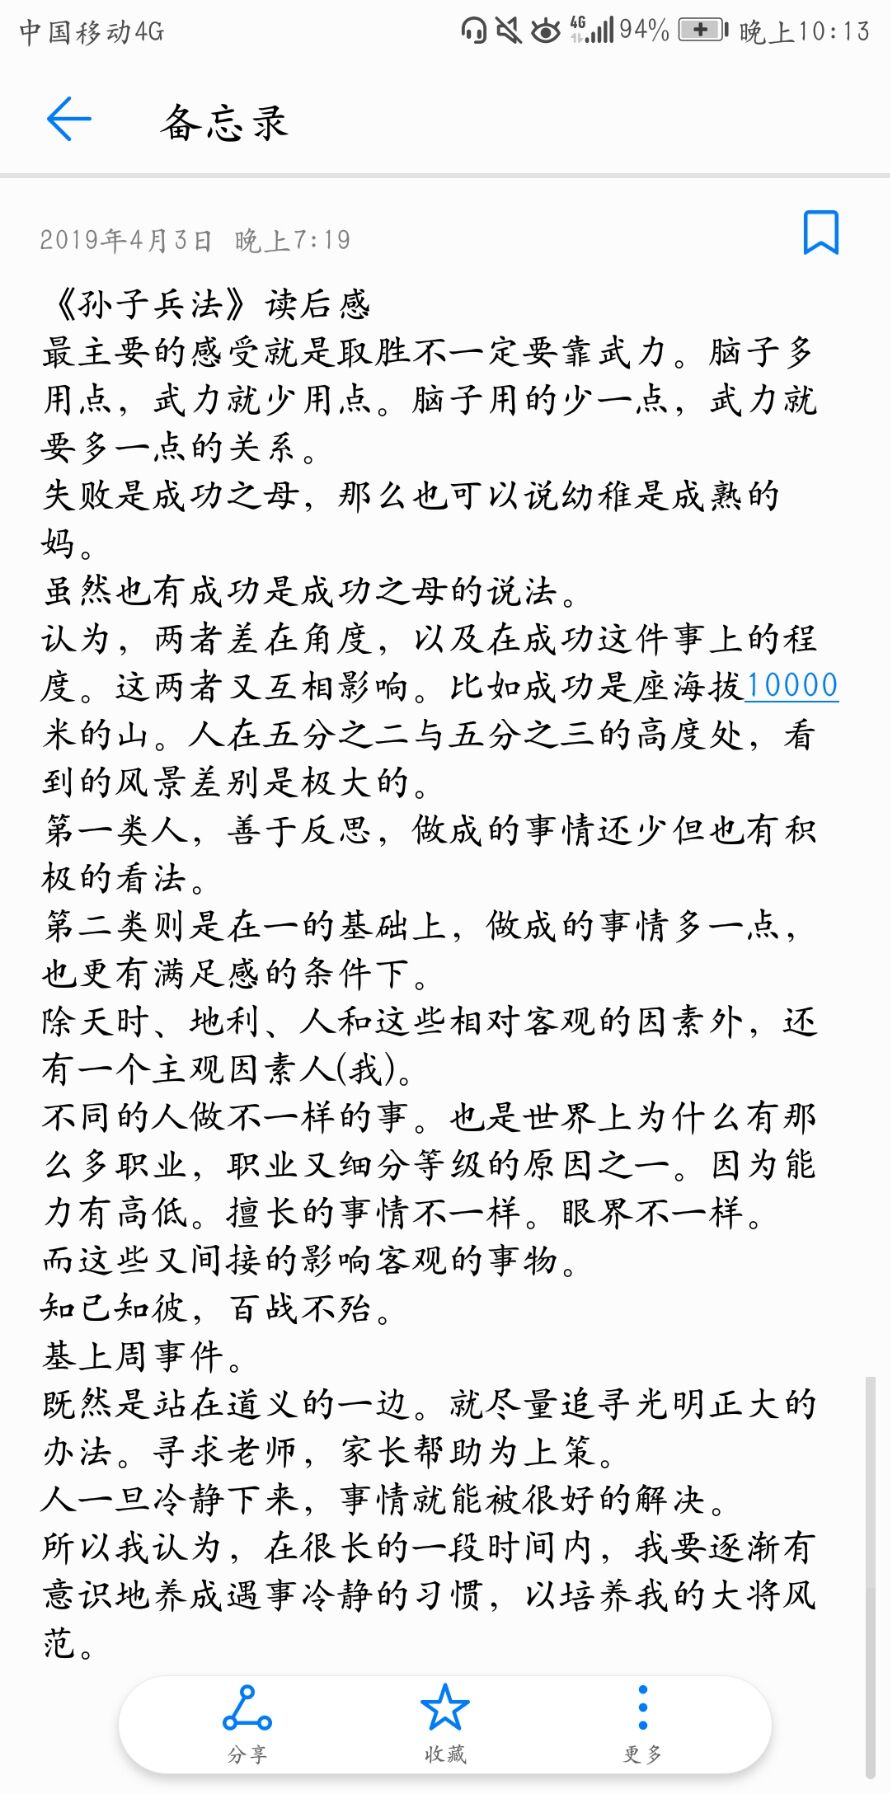 中国移动4G 4G 94% 晚上10:13
备忘录
2019年4月3日 晚上7:19
《孙子兵法》读后感
最主要的感受就是取胜不一定要靠武力。脑子多
用点，武力就少用点。脑子用的少一点，武力就
要多一点的关系。
失败是成功之母，那么也可以说幼稚是成熟的
妈。
虽然也有成功是成功之母的说法。
认为，两者差在角度，以及在成功这件事上的程
度。这两者又互相影响。比如成功是座海拔10000
米的山。人在五分之二与五分之三的高度处，看
到的风景差别是极大的。
第一类人，善于反思，做成的事情还少但也有积
极的看法。
第二类则是在一的基础上，做成的事情多一点，
也更有满足感的条件下。
除天时、地利、人和这些相对客观的因素外，还
有一个主观因素人(我)。
不同的人做不一样的事。也是世界上为什么有那
么多职业，职业又细分等级的原因之一。因为能
力有高低。擅长的事情不一样。眼界不一样。
而这些又间接的影响客观的事物。
知己知彼，百战不殆。
基上周事件。
既然是站在道义的一边。就尽量追寻光明正大的
办法。寻求老师，家长帮助为上策。
人一旦冷静下来，事情就能被很好的解决。
所以我认为，在很长的一段时间内，我要逐渐有
意识地养成遇事冷静的习惯，以培养我的大将风
范。
分享 收藏 更多